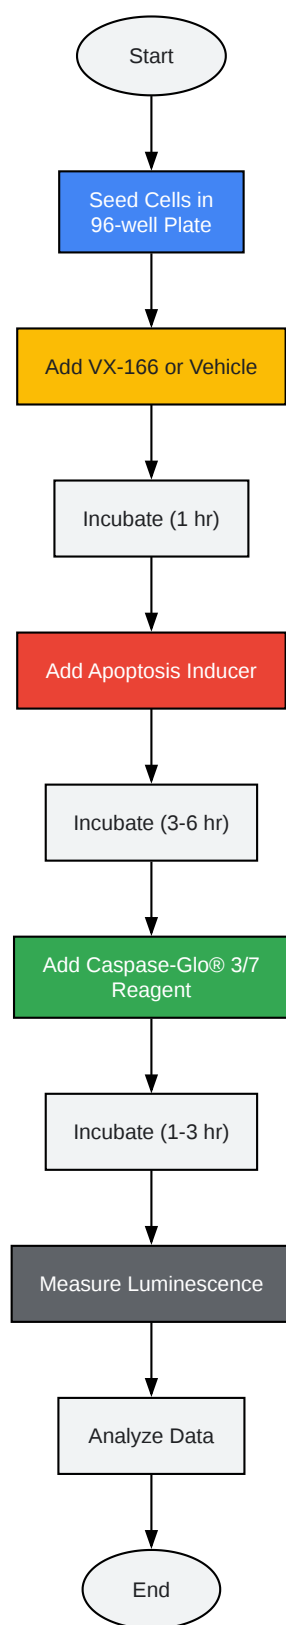 Start
Seed Cells in
96-well Plate
Add VX-166 or Vehicle
Incubate (1 hr)
Add Apoptosis Inducer
Incubate (3-6 hr)
Add Caspase-Glo® 3/7
Reagent
Incubate (1-3 hr)
Measure Luminescence
Analyze Data
End